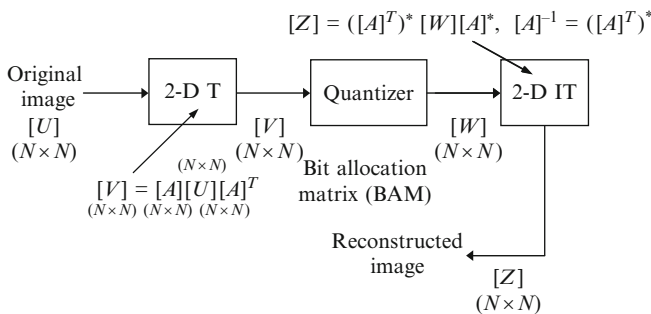 [Z] = ([A]ᵀ)* [W][A]*, [A]⁻¹ = ([A]ᵀ)*
Original
image
[U]
(N × N)
2-D T
[V]
(N × N)
Quantizer
[W]
(N × N)
2-D IT
(N × N)
[V] = [A][U][A]ᵀ
(N × N) (N × N) (N × N)
Bit allocation
matrix (BAM)
Reconstructed
image
[Z]
(N × N)